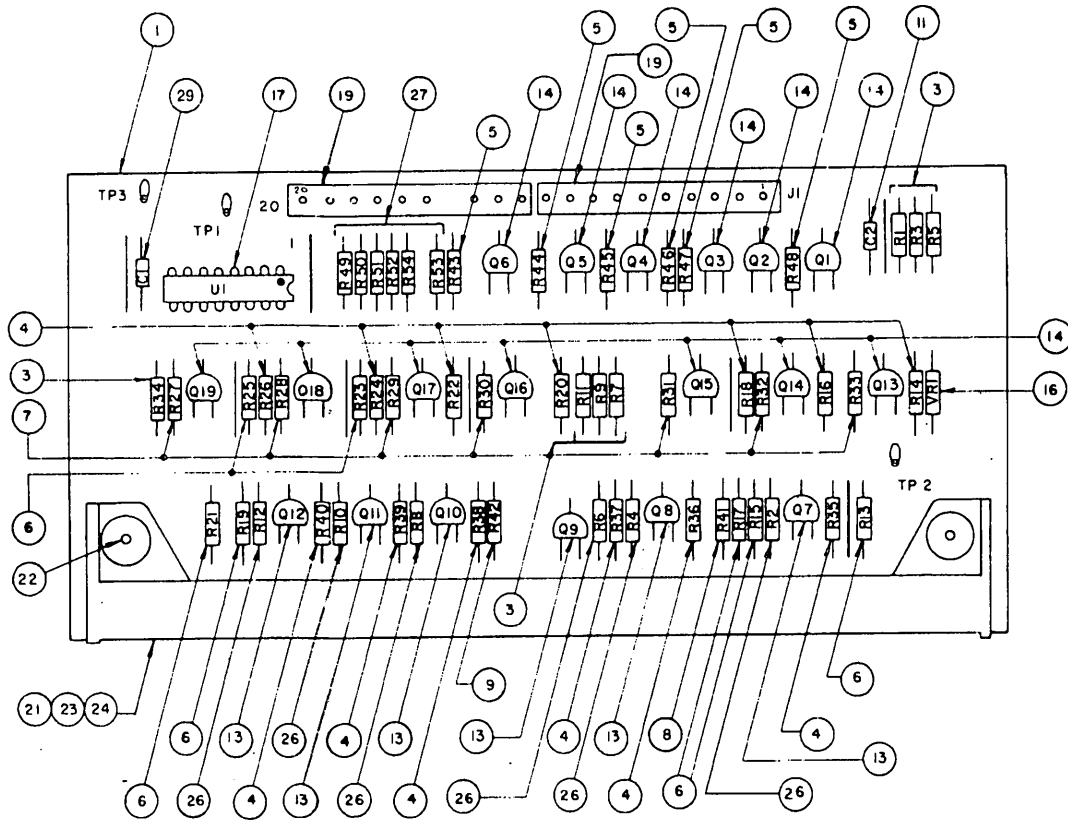 1
5
5
5
5
11
29
17
19
27
5
14
19
14
5
14
14
14
14
3
TP3
TP1
20
20
1
1
J1
C1
U1
R49
R50
R51
R52
R54
R53
R43
Q6
R44
Q5
R45
Q4
R46
R47
Q3
Q2
R48
Q1
C2
R1
R3
R5
4
14
3
R34
R27
Q19
R25
R26
R28
Q18
R23
R24
R29
Q17
R22
R30
Q16
R20
R11
R9
R7
R31
Q15
R18
R32
Q14
R16
R33
Q13
R14
VR1
16
7
6
TP 2
R21
R19
R12
Q12
R40
R10
Q11
R39
R8
Q10
R38
R42
Q9
R6
R37
R4
Q8
R36
R41
R17
R15
R2
Q7
R35
R13
22
3
6
21
23
24
9
6
13
26
4
13
13
4
13
8
4
13
6
26
4
13
26
4
26
26
4
6
26